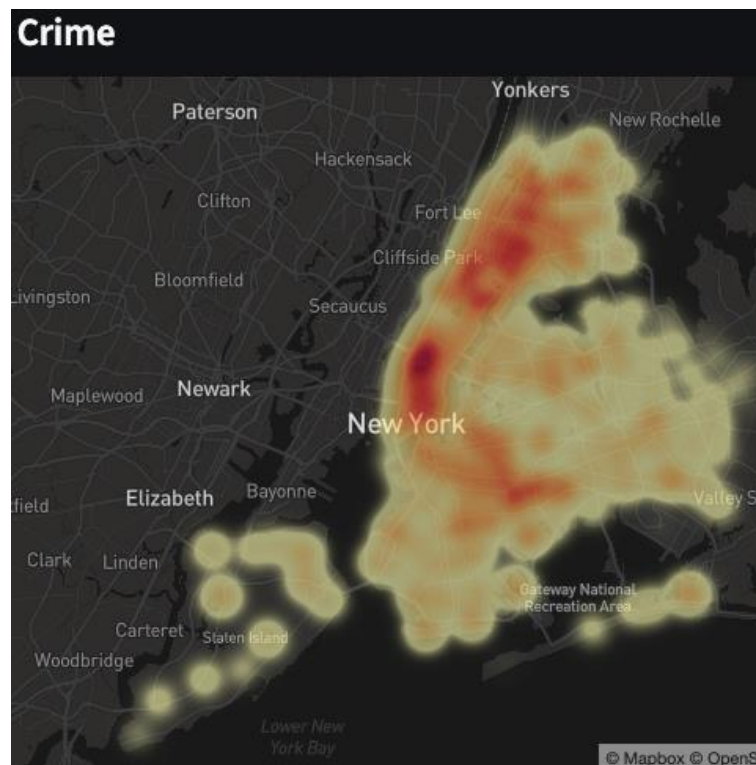 Crime
Yonkers
Paterson
New Rochelle
Hackensack
Clifton
Fort Lee
Cliffside Park
Bloomfield
Livingston
Secaucus
Newark
Maplewood
New York
Elizabeth
Bayonne
Valley S
field
Clark
Linden
Gateway National
Recreation Area
Carteret
Staten Island
Woodbridge
Lower New
York Bay
© Mapbox © OpenS